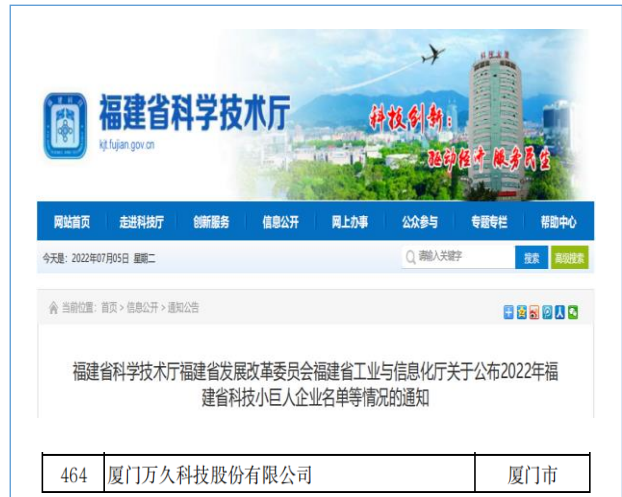 福建省科学技术厅
kjt.fujian.gov.cn
科技创新：
驱动经济 服务民生
网站首页 走进科技厅 创新服务 信息公开 网上办事 公众参与 专题专栏 帮助中心
今天是：2022年07月05日 星期二 请输入关键字 搜索 高级搜索
当前位置：首页 > 信息公开 > 通知公告
福建省科学技术厅福建省发展改革委员会福建省工业与信息化厅关于公布2022年福
建省科技小巨人企业名单等情况的通知
464 厦门万久科技股份有限公司 厦门市